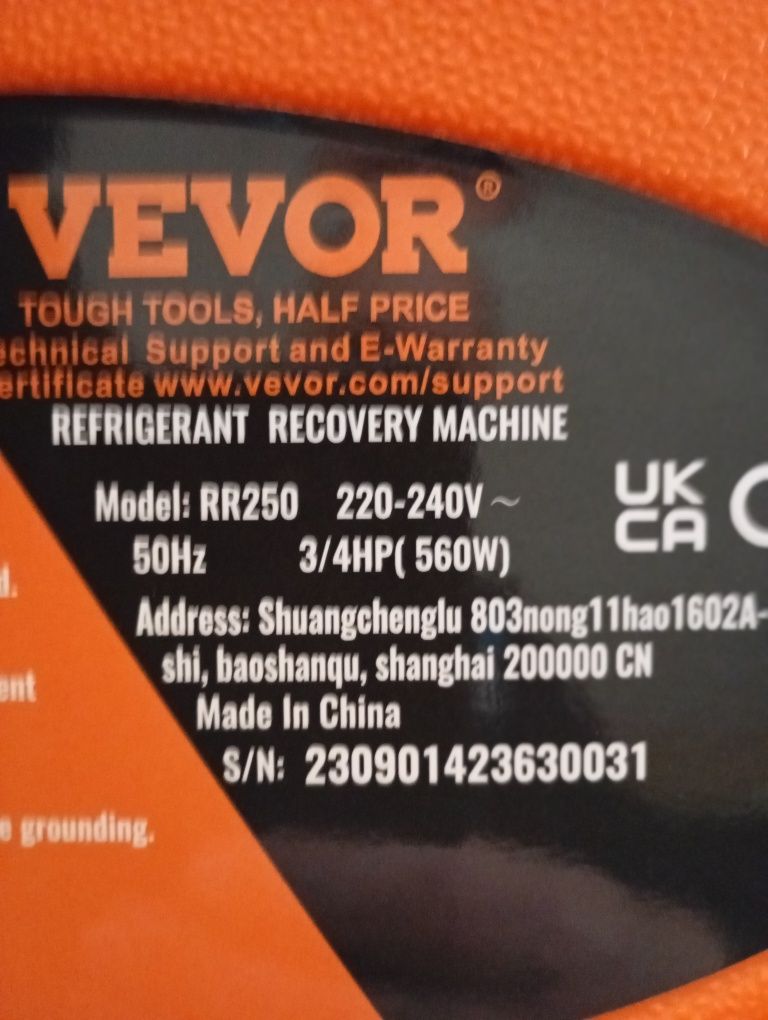 VEVOR®
TOUGH TOOLS, HALF PRICE
echnical Support and E-Warranty
ertificate www.vevor.com/support
REFRIGERANT RECOVERY MACHINE
Model: RR250 220-240V ~
UK
CA
50Hz 3/4HP( 560W)
d.
Address: Shuangchenglu 803nong11hao1602A-
shi, baoshanqu, shanghai 200000 CN
ent
Made In China
S/N: 230901423630031
e grounding.